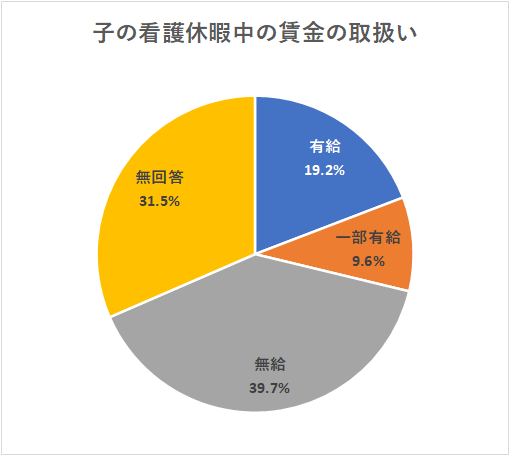 子の看護休暇中の賃金の取扱い
有給
19.2%
一部有給
9.6%
無給
39.7%
無回答
31.5%